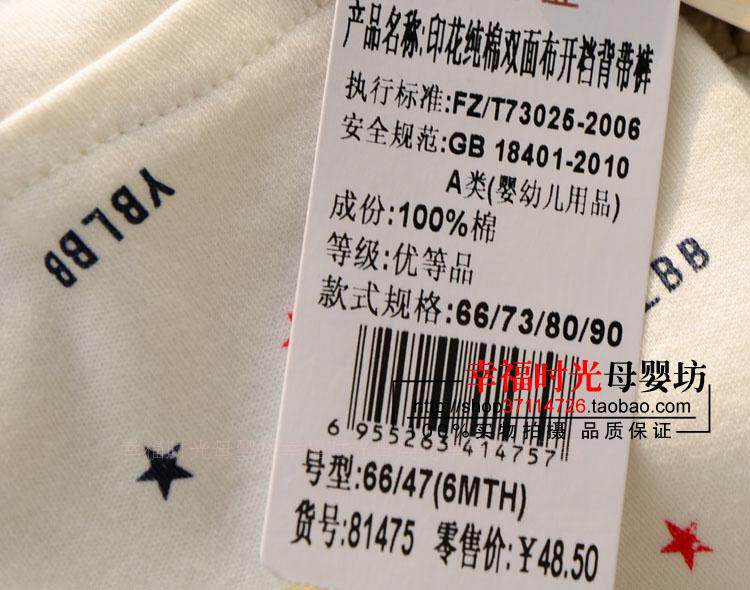 产品名称:印花纯棉双面布开裆背带裤
执行标准:FZ/T73025-2006
安全规范:GB 18401-2010
A类(婴幼儿用品)
成份:100%棉
等级:优等品
款式规格:66/73/80/90
幸福时光母婴坊
http://shop37114726.taobao.com
100%实物拍摄 品质保证
6 955263 414757
号型:66/47(6MTH)
货号:81475 零售价:¥48.50
YBLBB
LBB